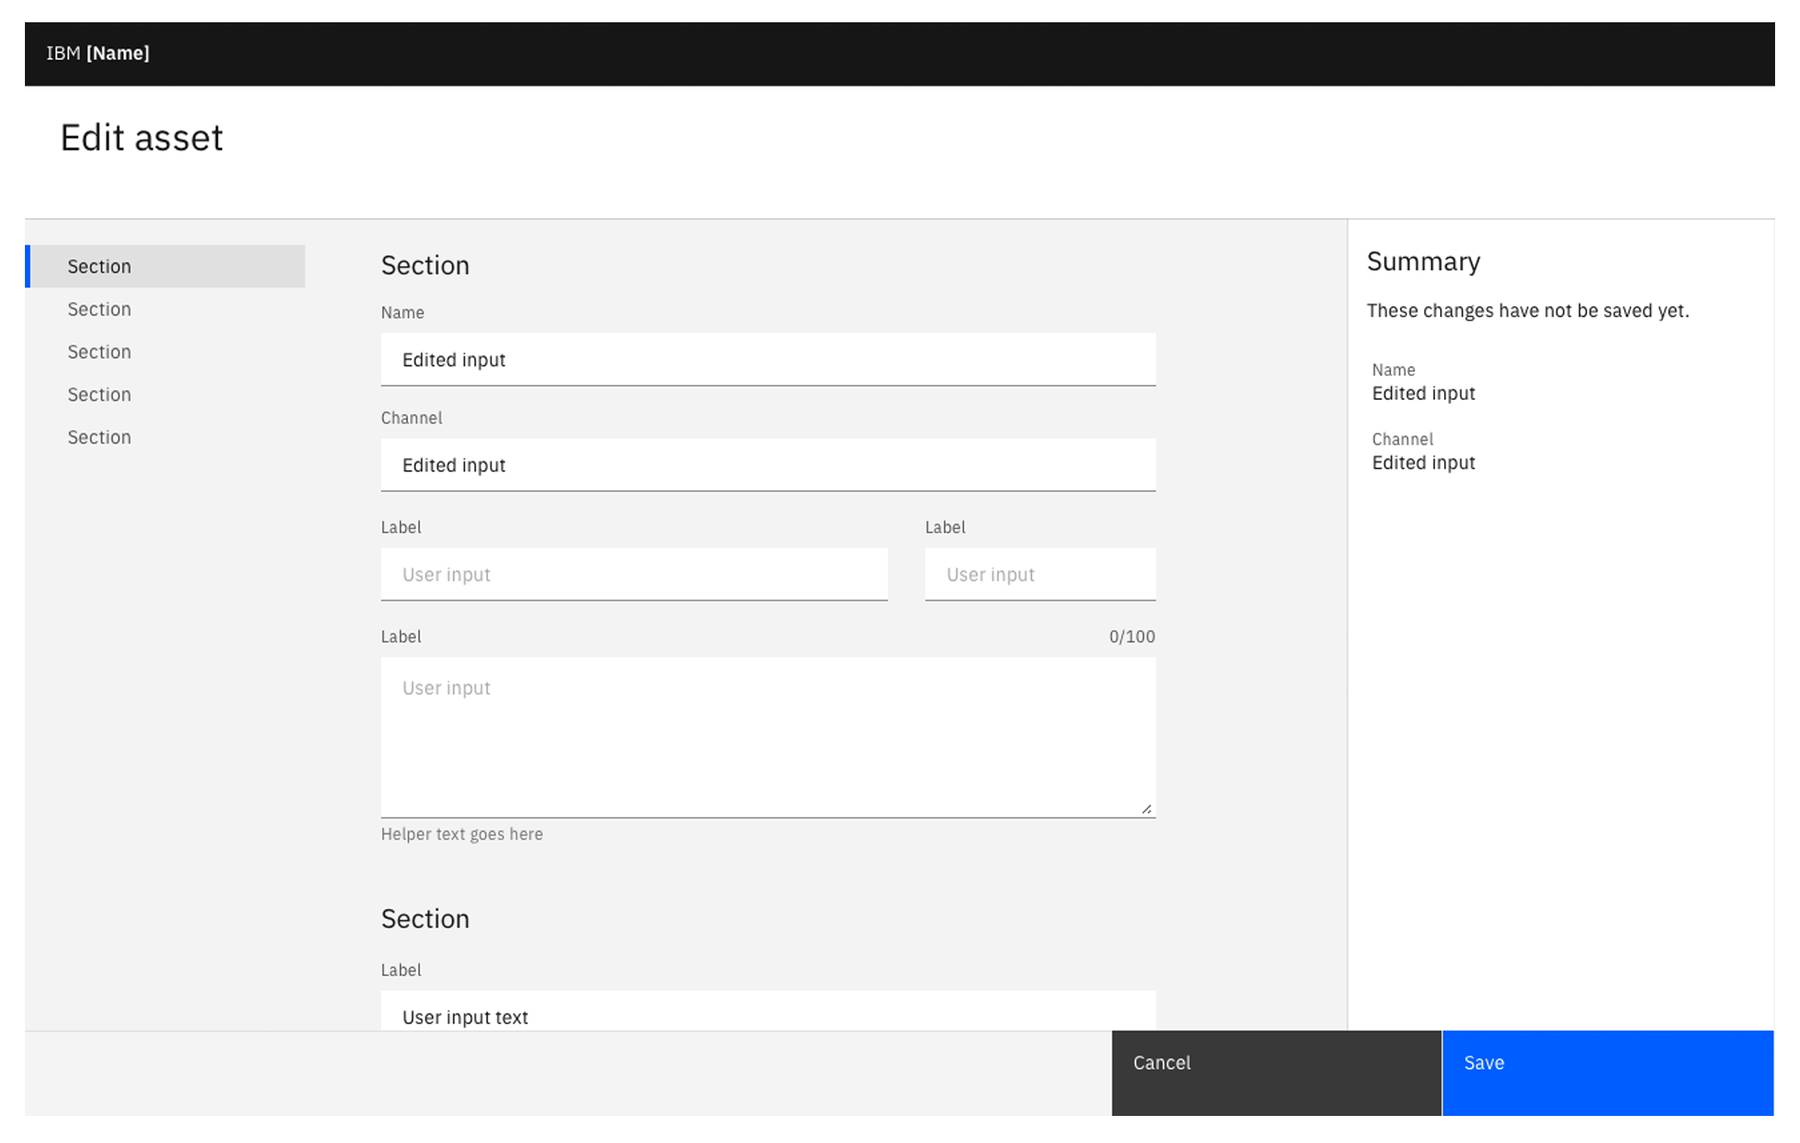 IBM [Name]
Edit asset
Section
Section
Section
Section
Section
Section
Name
Edited input
Channel
Edited input
Label
Label
User input
User input
Label
0/100
User input
Helper text goes here
Section
Label
User input text
Summary
These changes have not be saved yet.
Name
Edited input
Channel
Edited input
Cancel
Save